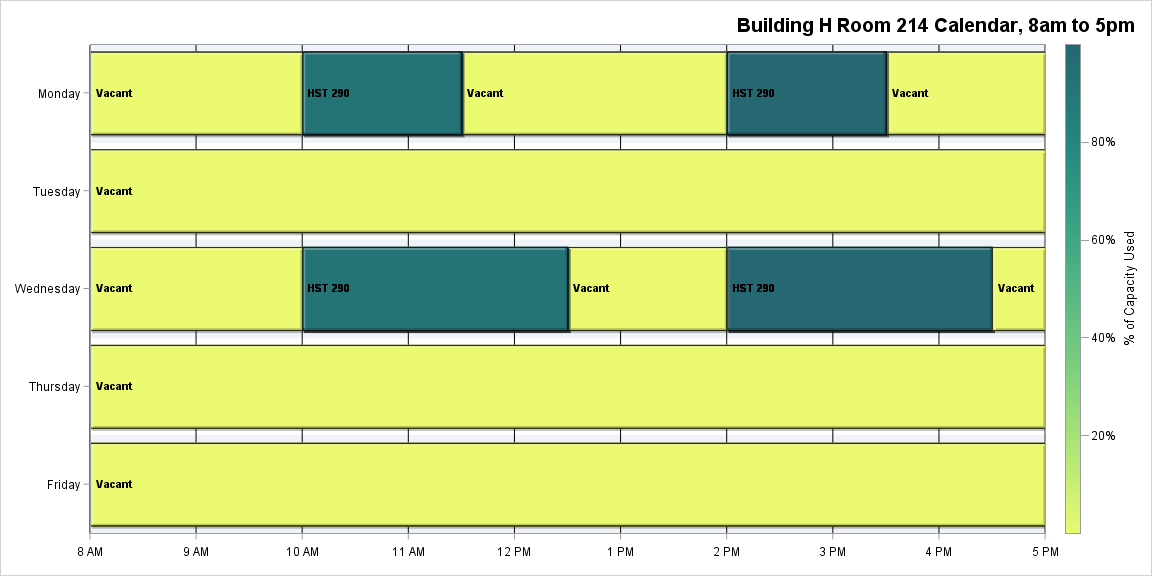 Building H Room 214 Calendar, 8am to 5pm
Monday
Vacant
HST 290
Vacant
HST 290
Vacant
Tuesday
Vacant
Wednesday
Vacant
HST 290
Vacant
HST 290
Vacant
Thursday
Vacant
Friday
Vacant
8 AM
9 AM
10 AM
11 AM
12 PM
1 PM
2 PM
3 PM
4 PM
5 PM
80%
60%
40%
20%
% of Capacity Used